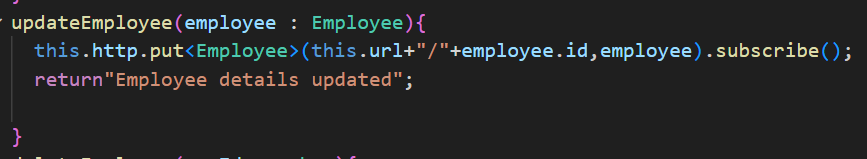 updateEmployee(employee : Employee){
this.http.put<Employee>(this.url+"/"+employee.id,employee).subscribe();
return"Employee details updated";
}